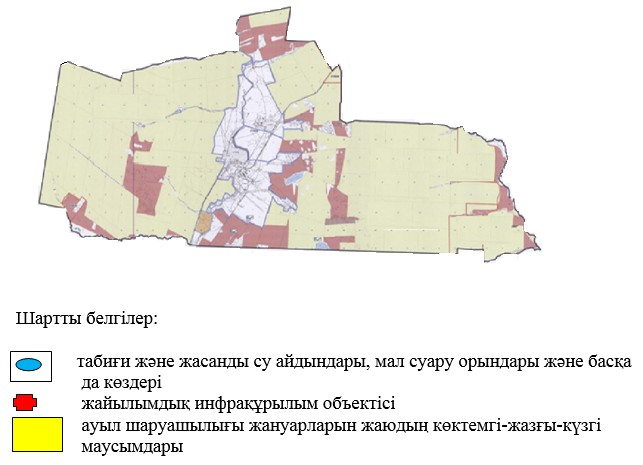 Шартты белгілер:
табиғи және жасанды су айдындары, мал суару орындары және басқа
да көздері
жайылымдық инфрақұрылым объектісі
ауыл шаруашылығы жануарларын жаюдың көктемгі-жазғы-күзгі
маусымдары